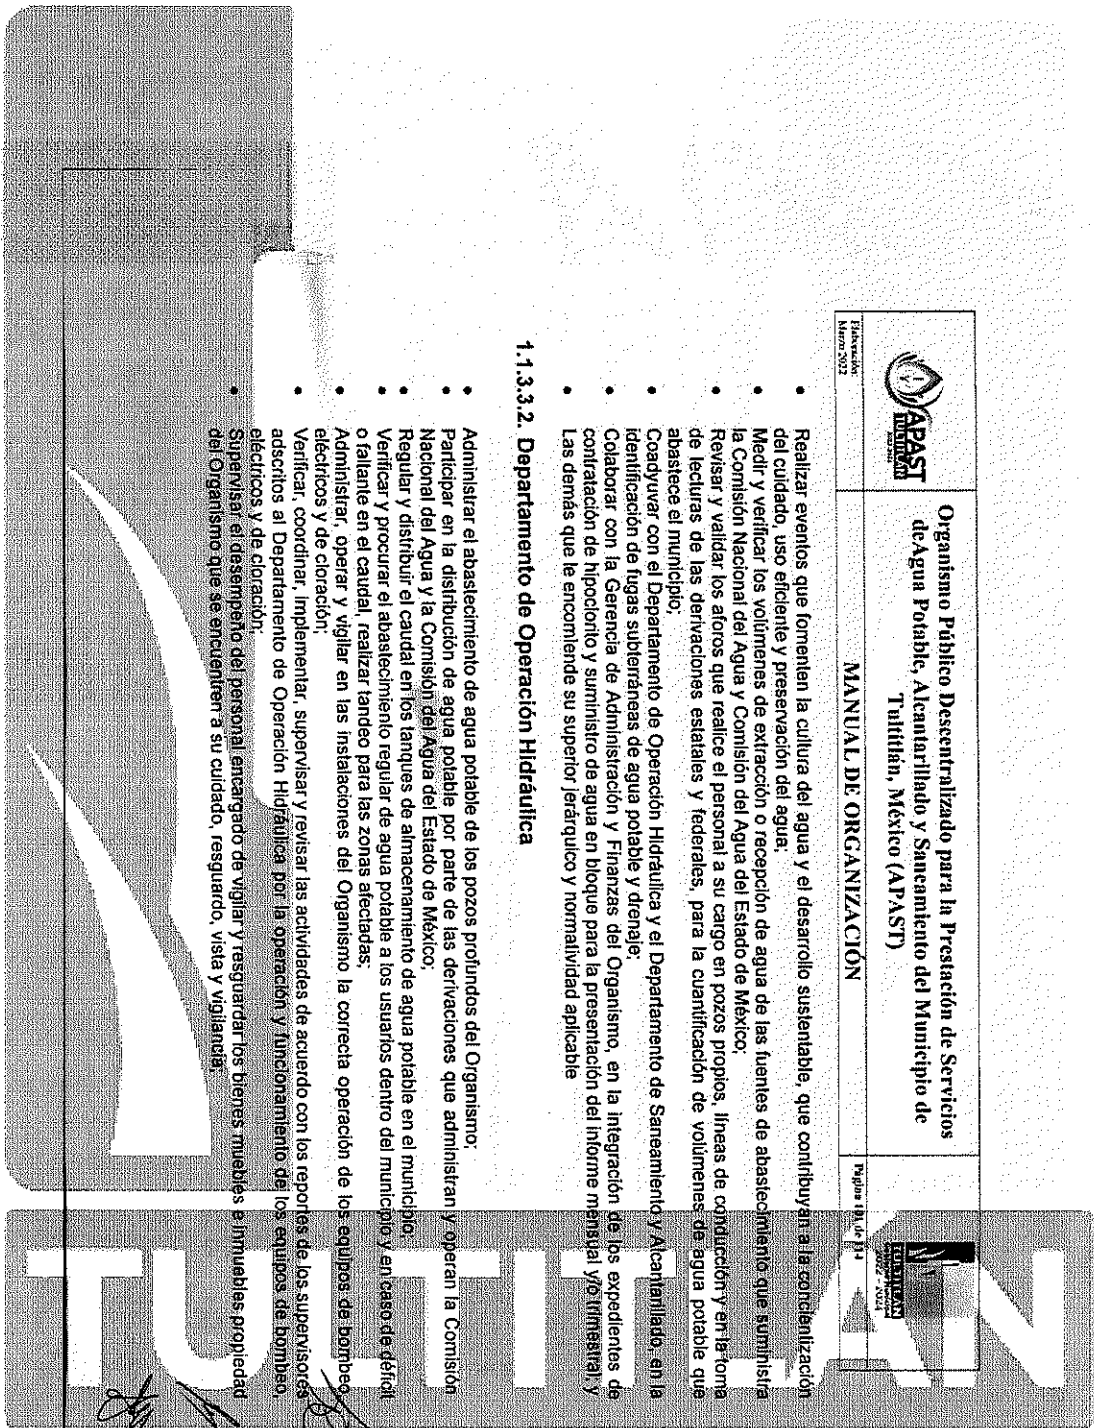 APAST
TULTITLÁN
Organismo Público Descentralizado para la Prestación de Servicios
deAgua Potable, Alcantarillado y Saneamiento del Municipio de
Tultitlán, México (APAST)
TULTITLÁN
2022 - 2024
Elaboración:
Marzo 2022
MANUAL DE ORGANIZACIÓN
Página de 114
• Realizar eventos que fomenten la cultura del agua y el desarrollo sustentable, que contribuyan a la concientización
del cuidado, uso eficiente y preservación del agua;
• Medir y verificar los volúmenes de extracción o recepción de agua de las fuentes de abastecimiento que suministra
la Comisión Nacional del Agua y Comisión del Agua del Estado de México;
• Revisar y validar los aforos que realice el personal a su cargo en pozos propios, líneas de conducción y en la toma
de lecturas de las derivaciones estatales y federales, para la cuantificación de volúmenes de agua potable que
abastece el municipio;
• Coadyuvar con el Departamento de Operación Hidráulica y el Departamento de Saneamiento y Alcantarillado, en la
identificación de fugas subterráneas de agua potable y drenaje;
• Colaborar con la Gerencia de Administración y Finanzas del Organismo, en la integración de los expedientes de
contratación de hipoclorito y suministro de agua en bloque para la presentación del informe mensual y/o trimestral; y
• Las demás que le encomiende su superior jerárquico y normatividad aplicable
1.1.3.3.2. Departamento de Operación Hidráulica
• Administrar el abastecimiento de agua potable de los pozos profundos del Organismo;
• Participar en la distribución de agua potable por parte de las derivaciones que administran y operan la Comisión
Nacional del Agua y la Comisión del Agua del Estado de México;
• Regular y distribuir el caudal en los tanques de almacenamiento de agua potable en el municipio;
• Verificar y procurar el abastecimiento regular de agua potable a los usuarios dentro del municipio y en caso de déficit
o faltante en el caudal, realizar tandeo para las zonas afectadas;
• Administrar, operar y vigilar en las instalaciones del Organismo la correcta operación de los equipos de bombeo,
eléctricos y de cloración;
• Verificar, coordinar, implementar, supervisar y revisar las actividades de acuerdo con los reportes de los supervisores
adscritos al Departamento de Operación Hidráulica por la operación y funcionamiento de los equipos de bombeo,
eléctricos y de cloración;
• Supervisar el desempeño del personal encargado de vigilar y resguardar los bienes muebles e inmuebles propiedad
del Organismo que se encuentren a su cuidado, resguardo, vista y vigilancia;
TULTITLÁN